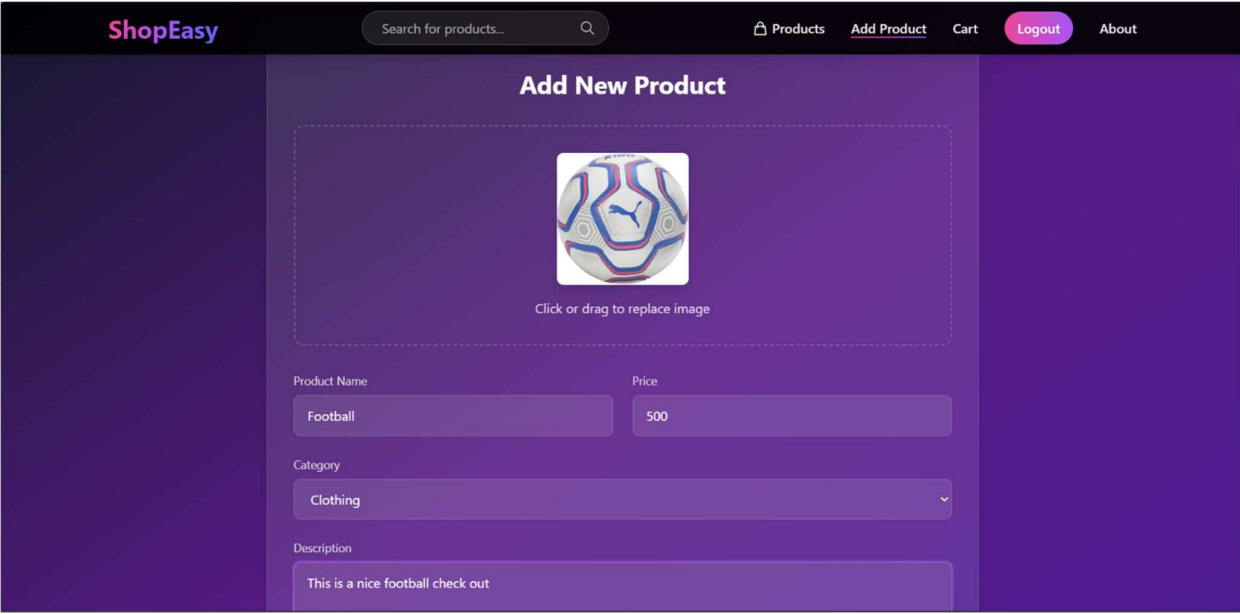 ShopEasy Search for products... Products Add Product Cart Logout About
Add New Product
KING
Click or drag to replace image
Product Name Price
Football 500
Category
Clothing
Description
This is a nice football check out